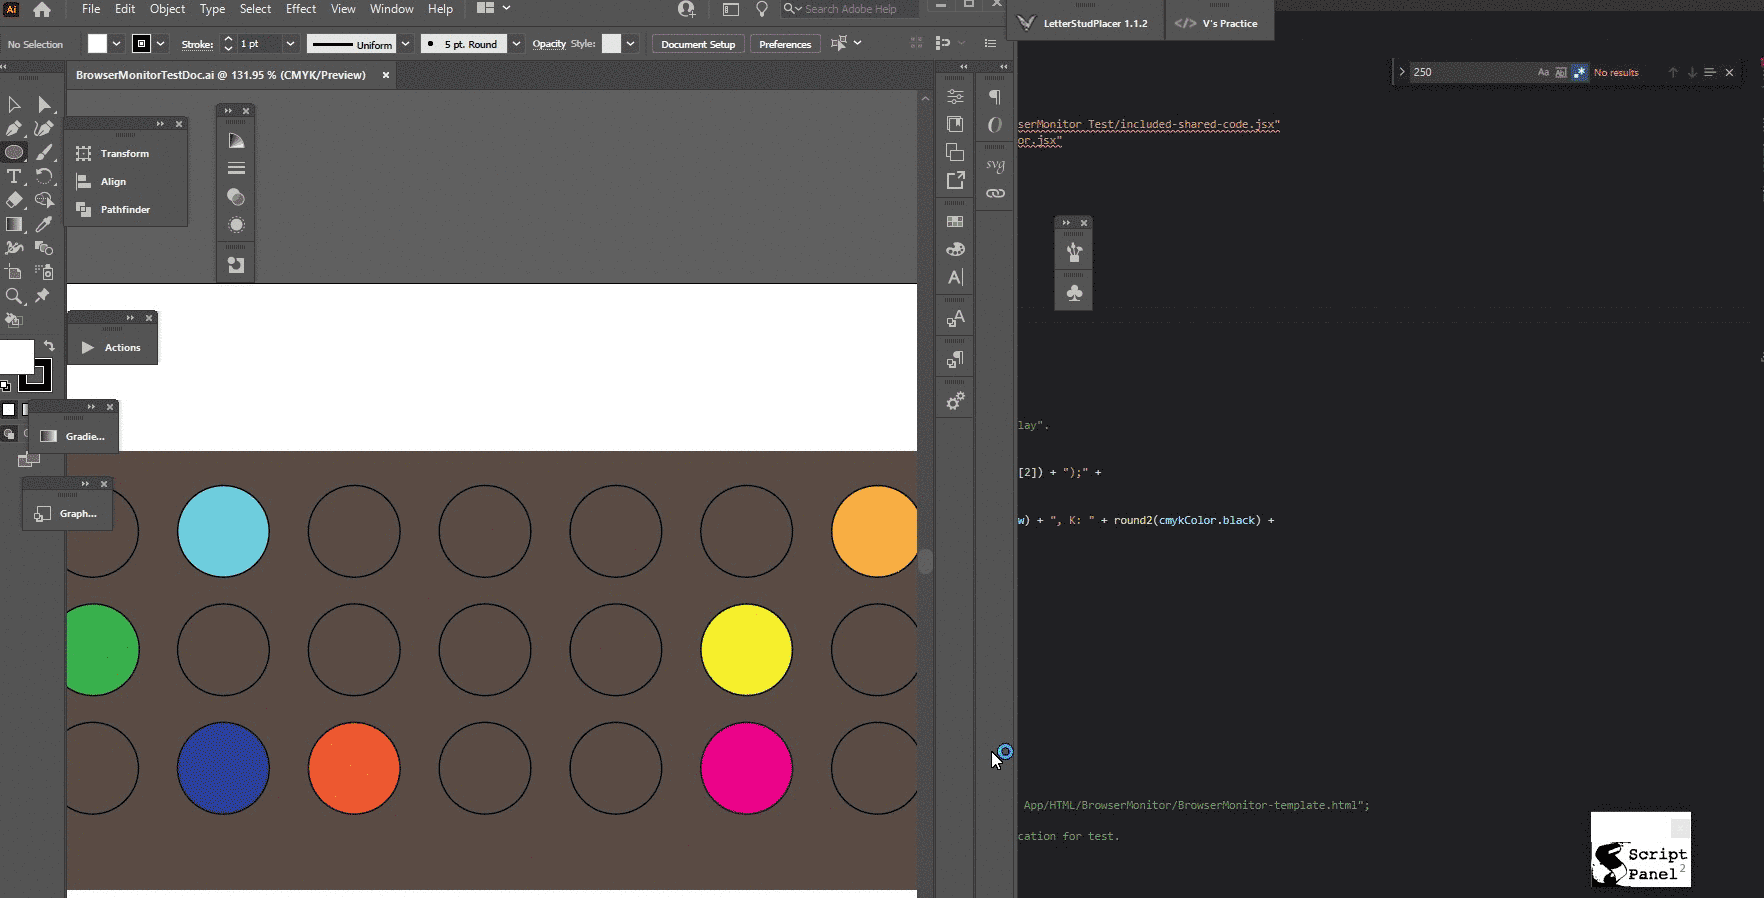 Ai File Edit Object Type Select Effect View Window Help Search Adobe Help
LetterStudPlacer 1.1.2 </> V's Practice
No Selection Stroke: 1 pt Uniform 5 pt. Round Opacity Style: Document Setup Preferences
BrowserMonitorTestDoc.ai @ 131.95 % (CMYK/Preview) ×
250 Aa No results
serMonitor Test/included-shared-code.jsx"
or.jsx"
Transform
Align
Pathfinder
svg
Actions
lay".
Gradie...
[2]) + ");" +
Graph...
w) + ", K: " + round2(cmykColor.black) +
App/HTML/BrowserMonitor/BrowserMonitor-template.html";
cation for test.
Script
Panel2